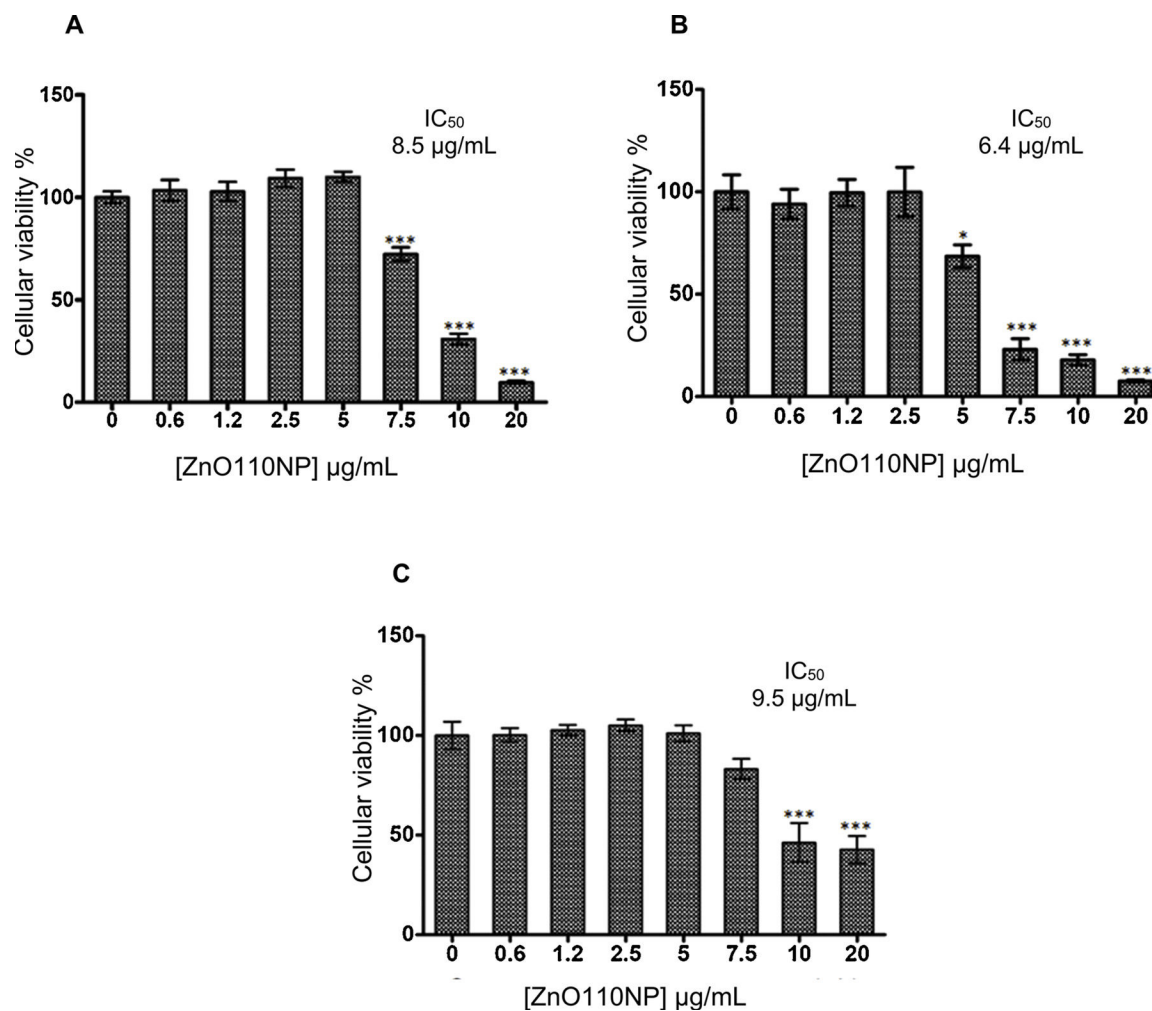 A
150
100
50
0
Cellular viability %
IC₅₀
8.5 µg/mL
***
***
***
0 0.6 1.2 2.5 5 7.5 10 20
[ZnO110NP] µg/mL
B
150
100
50
0
Cellular viability %
IC₅₀
6.4 µg/mL
*
***
***
***
0 0.6 1.2 2.5 5 7.5 10 20
[ZnO110NP] µg/mL
C
150
100
50
0
Cellular viability %
IC₅₀
9.5 µg/mL
***
***
0 0.6 1.2 2.5 5 7.5 10 20
[ZnO110NP] µg/mL